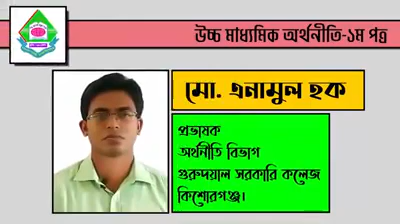 উচ্চ মাধ্যমিক অর্থনীতি-১ম পত্র
মো. এনামুল হক
প্রভাষক
অর্থনীতি বিভাগ
গুরুদয়াল সরকারি কলেজ
কিশোরগঞ্জ।